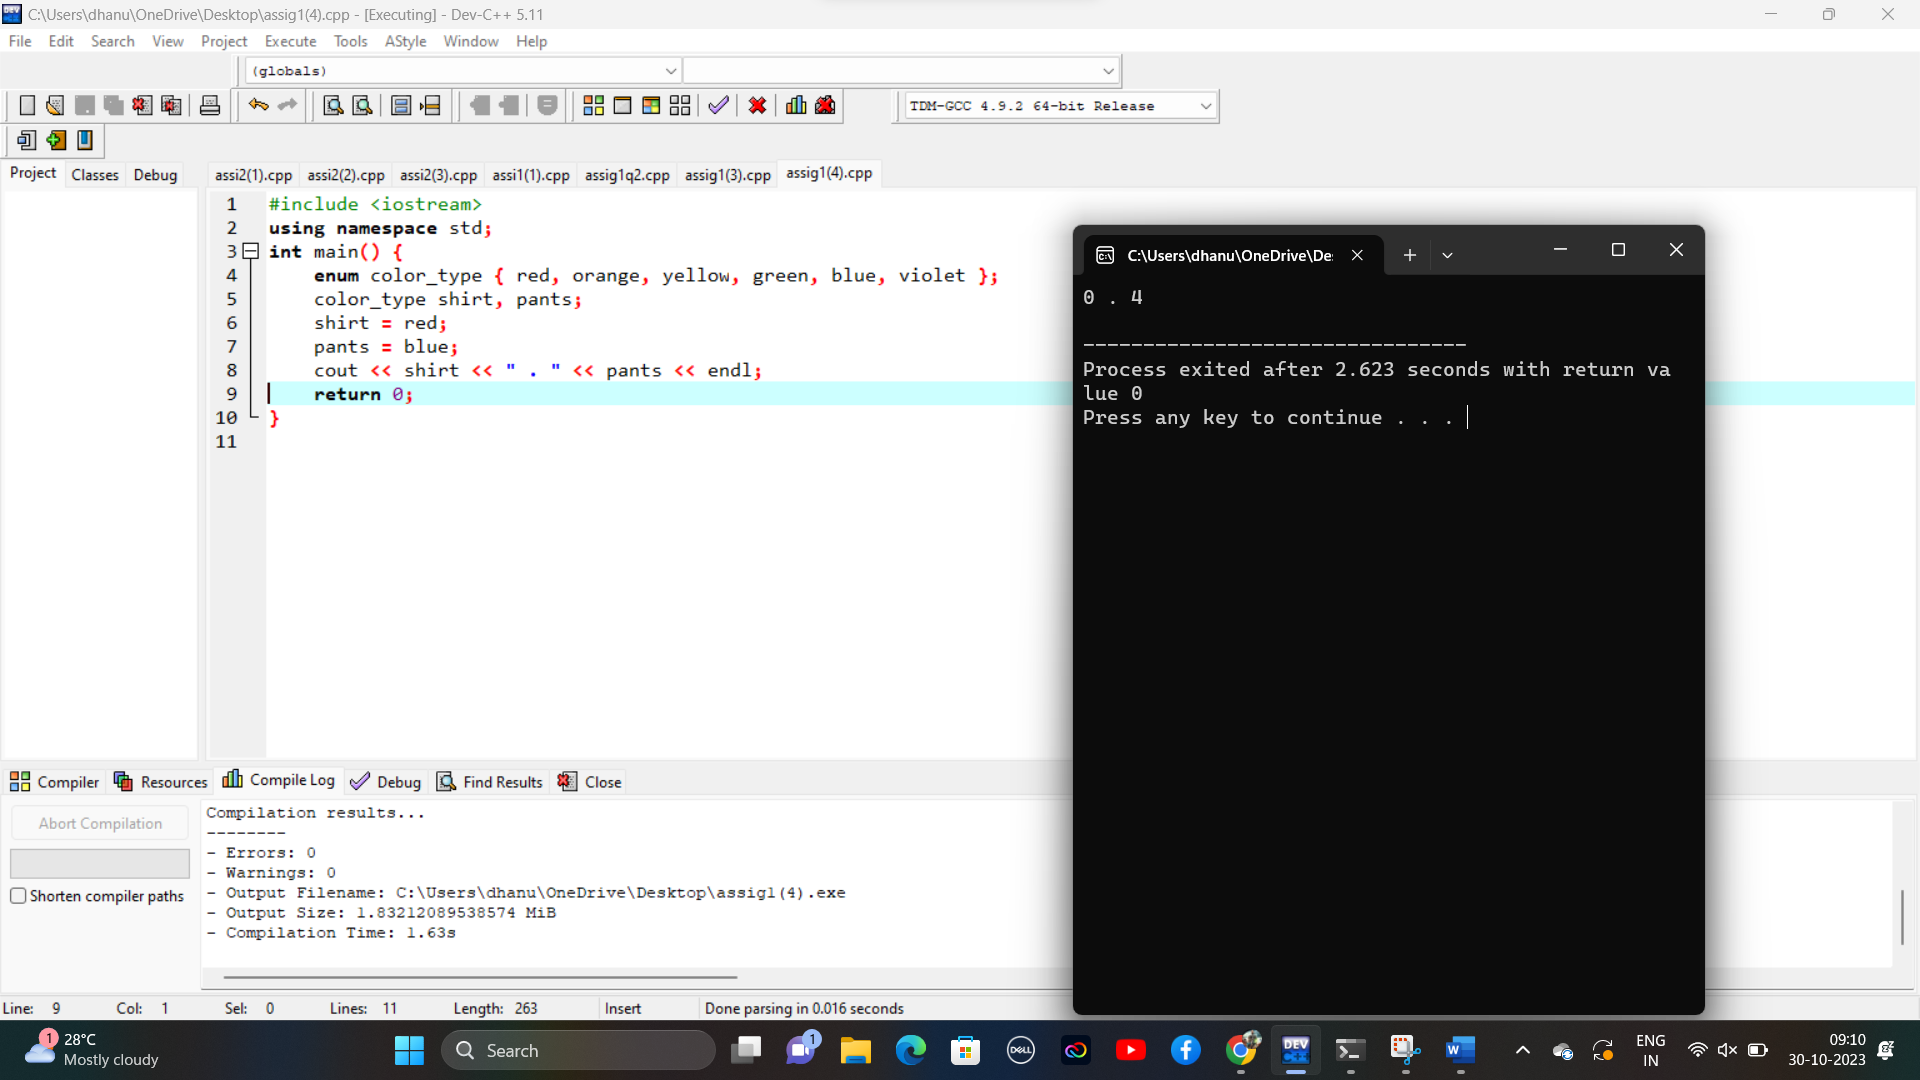 C:\Users\dhanu\OneDrive\Desktop\assig1(4).cpp - [Executing] - Dev-C++ 5.11
File Edit Search View Project Execute Tools AStyle Window Help
(globals)
TDM-GCC 4.9.2 64-bit Release
Project Classes Debug
assi2(1).cpp assi2(2).cpp assi2(3).cpp assi1(1).cpp assig1q2.cpp assig1(3).cpp assig1(4).cpp
1 #include <iostream>
2 using namespace std;
3 int main() {
4 enum color_type { red, orange, yellow, green, blue, violet };
5 color_type shirt, pants;
6 shirt = red;
7 pants = blue;
8 cout << shirt << " . " << pants << endl;
9 return 0;
10 }
11
C:\Users\dhanu\OneDrive\De
0 . 4
--------------------------------
Process exited after 2.623 seconds with return va
lue 0
Press any key to continue . . .
Compiler Resources Compile Log Debug Find Results Close
Abort Compilation
Shorten compiler paths
Compilation results...
--------
- Errors: 0
- Warnings: 0
- Output Filename: C:\Users\dhanu\OneDrive\Desktop\assig1(4).exe
- Output Size: 1.83212089538574 MiB
- Compilation Time: 1.63s
Line: 9 Col: 1 Sel: 0 Lines: 11 Length: 263 Insert Done parsing in 0.016 seconds
1
28°C
Mostly cloudy
Search
1
DELL
DEV
C++
W
ENG
IN
09:10
30-10-2023